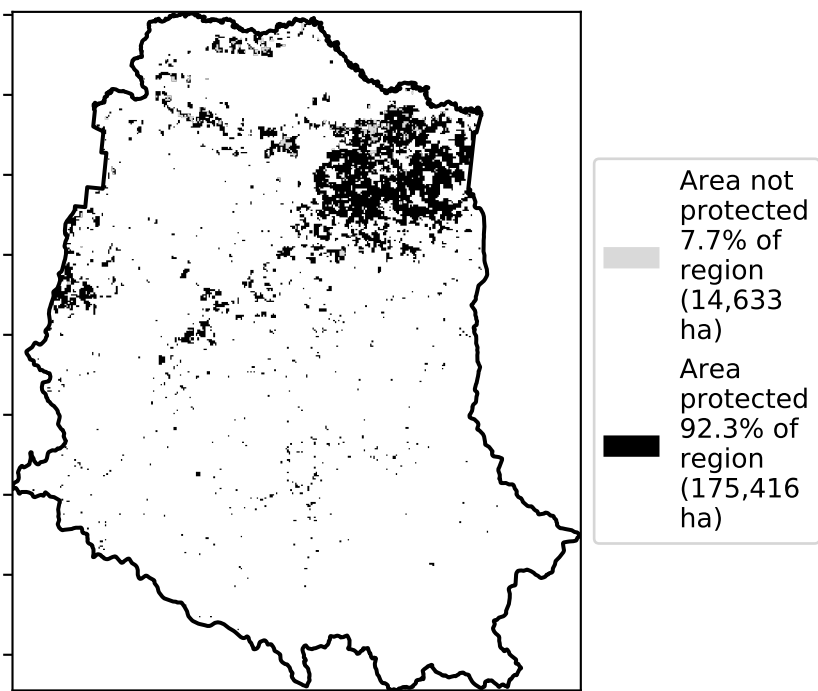 Area not
protected
7.7% of
region
(14,633
ha)
Area
protected
92.3% of
region
(175,416
ha)